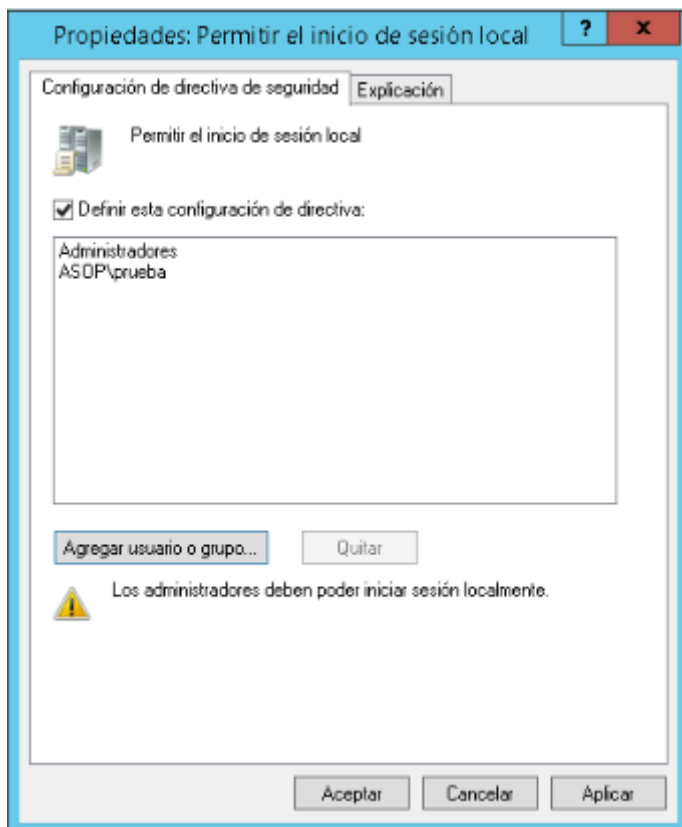 Propiedades: Permitir el inicio de sesión local
?
x
Configuración de directiva de seguridad
Explicación
Permitir el inicio de sesión local
Definir esta configuración de directiva:
Administradores
ASOP\prueba
Agregar usuario o grupo...
Quitar
Los administradores deben poder iniciar sesión localmente.
Aceptar
Cancelar
Aplicar